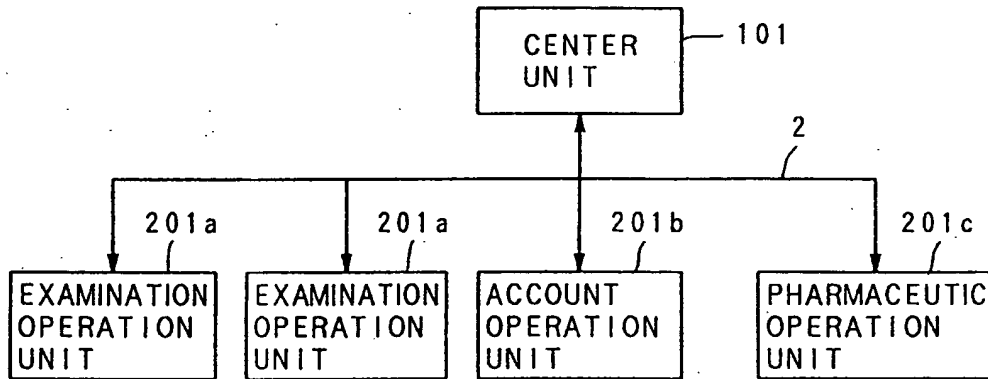 CENTER
UNIT
101
2
201a
201a
201b
201c
EXAMINATION
OPERATION
UNIT
EXAMINATION
OPERATION
UNIT
ACCOUNT
OPERATION
UNIT
PHARMACEUTIC
OPERATION
UNIT